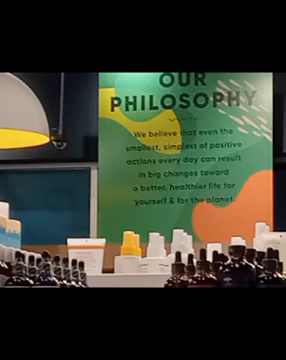 OUR
PHILOSOPHY
We believe that even the
smallest, simplest of positive
actions every day can result
in big changes toward
a better, healthier life for
yourself & for the planet.